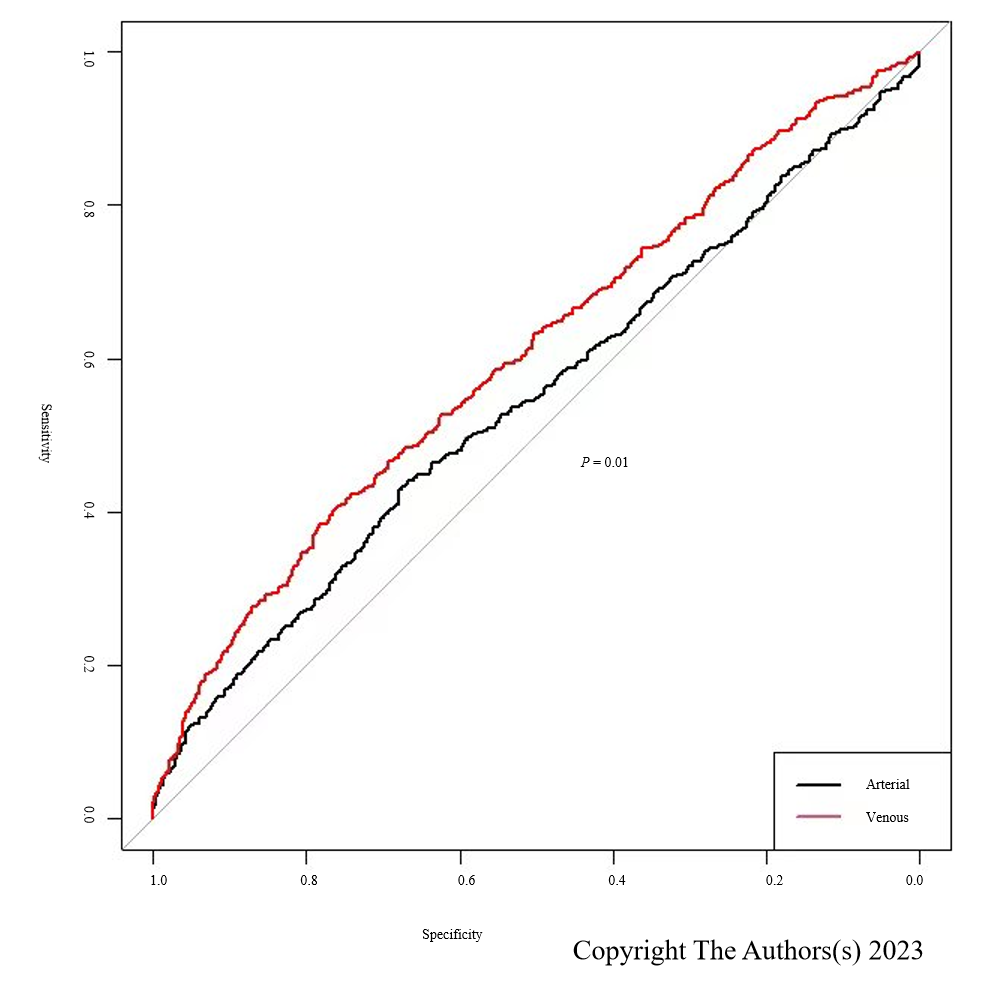 1.0
0.8
0.6
0.4
0.2
0.0
Sensitivity
P = 0.01
Arterial
Venous
1.0 0.8 0.6 0.4 0.2 0.0
Specificity
Copyright The Authors(s) 2023